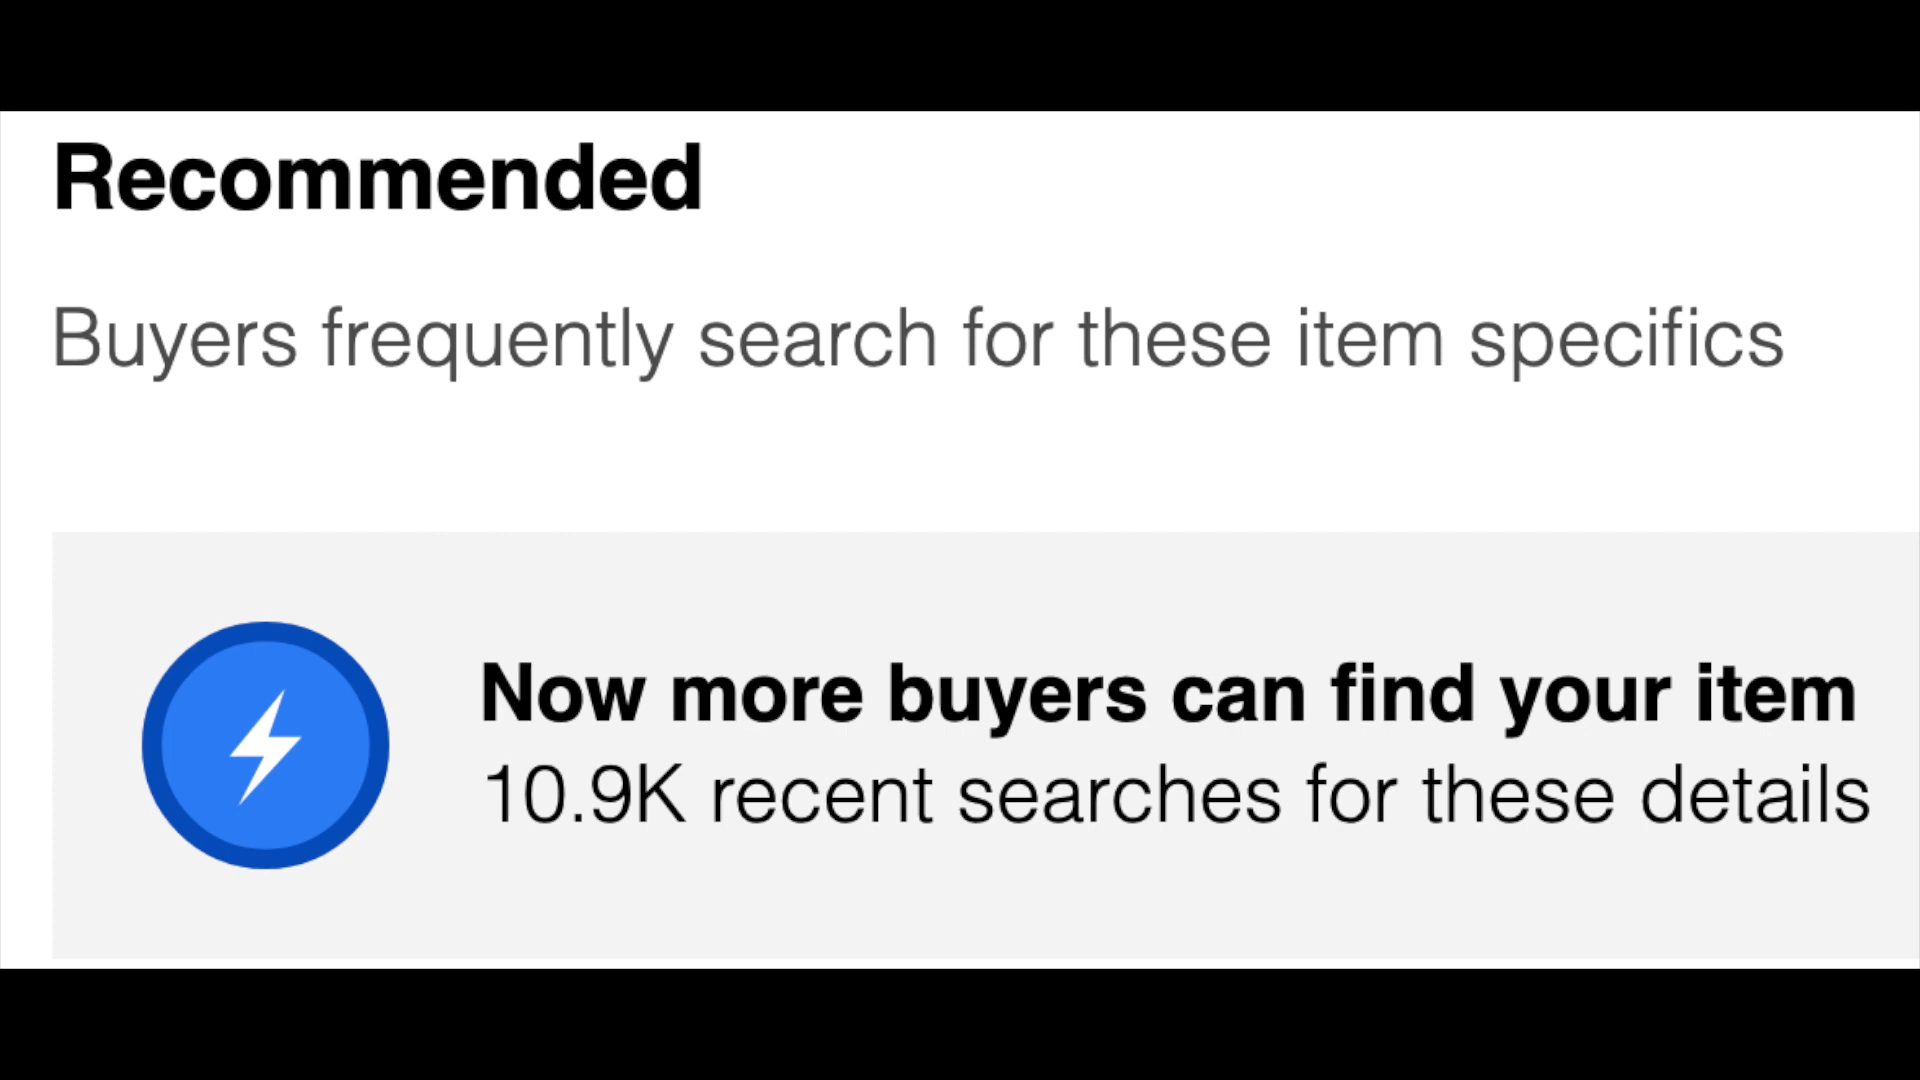 Recommended
Buyers frequently search for these item specifics
Now more buyers can find your item
10.9K recent searches for these details